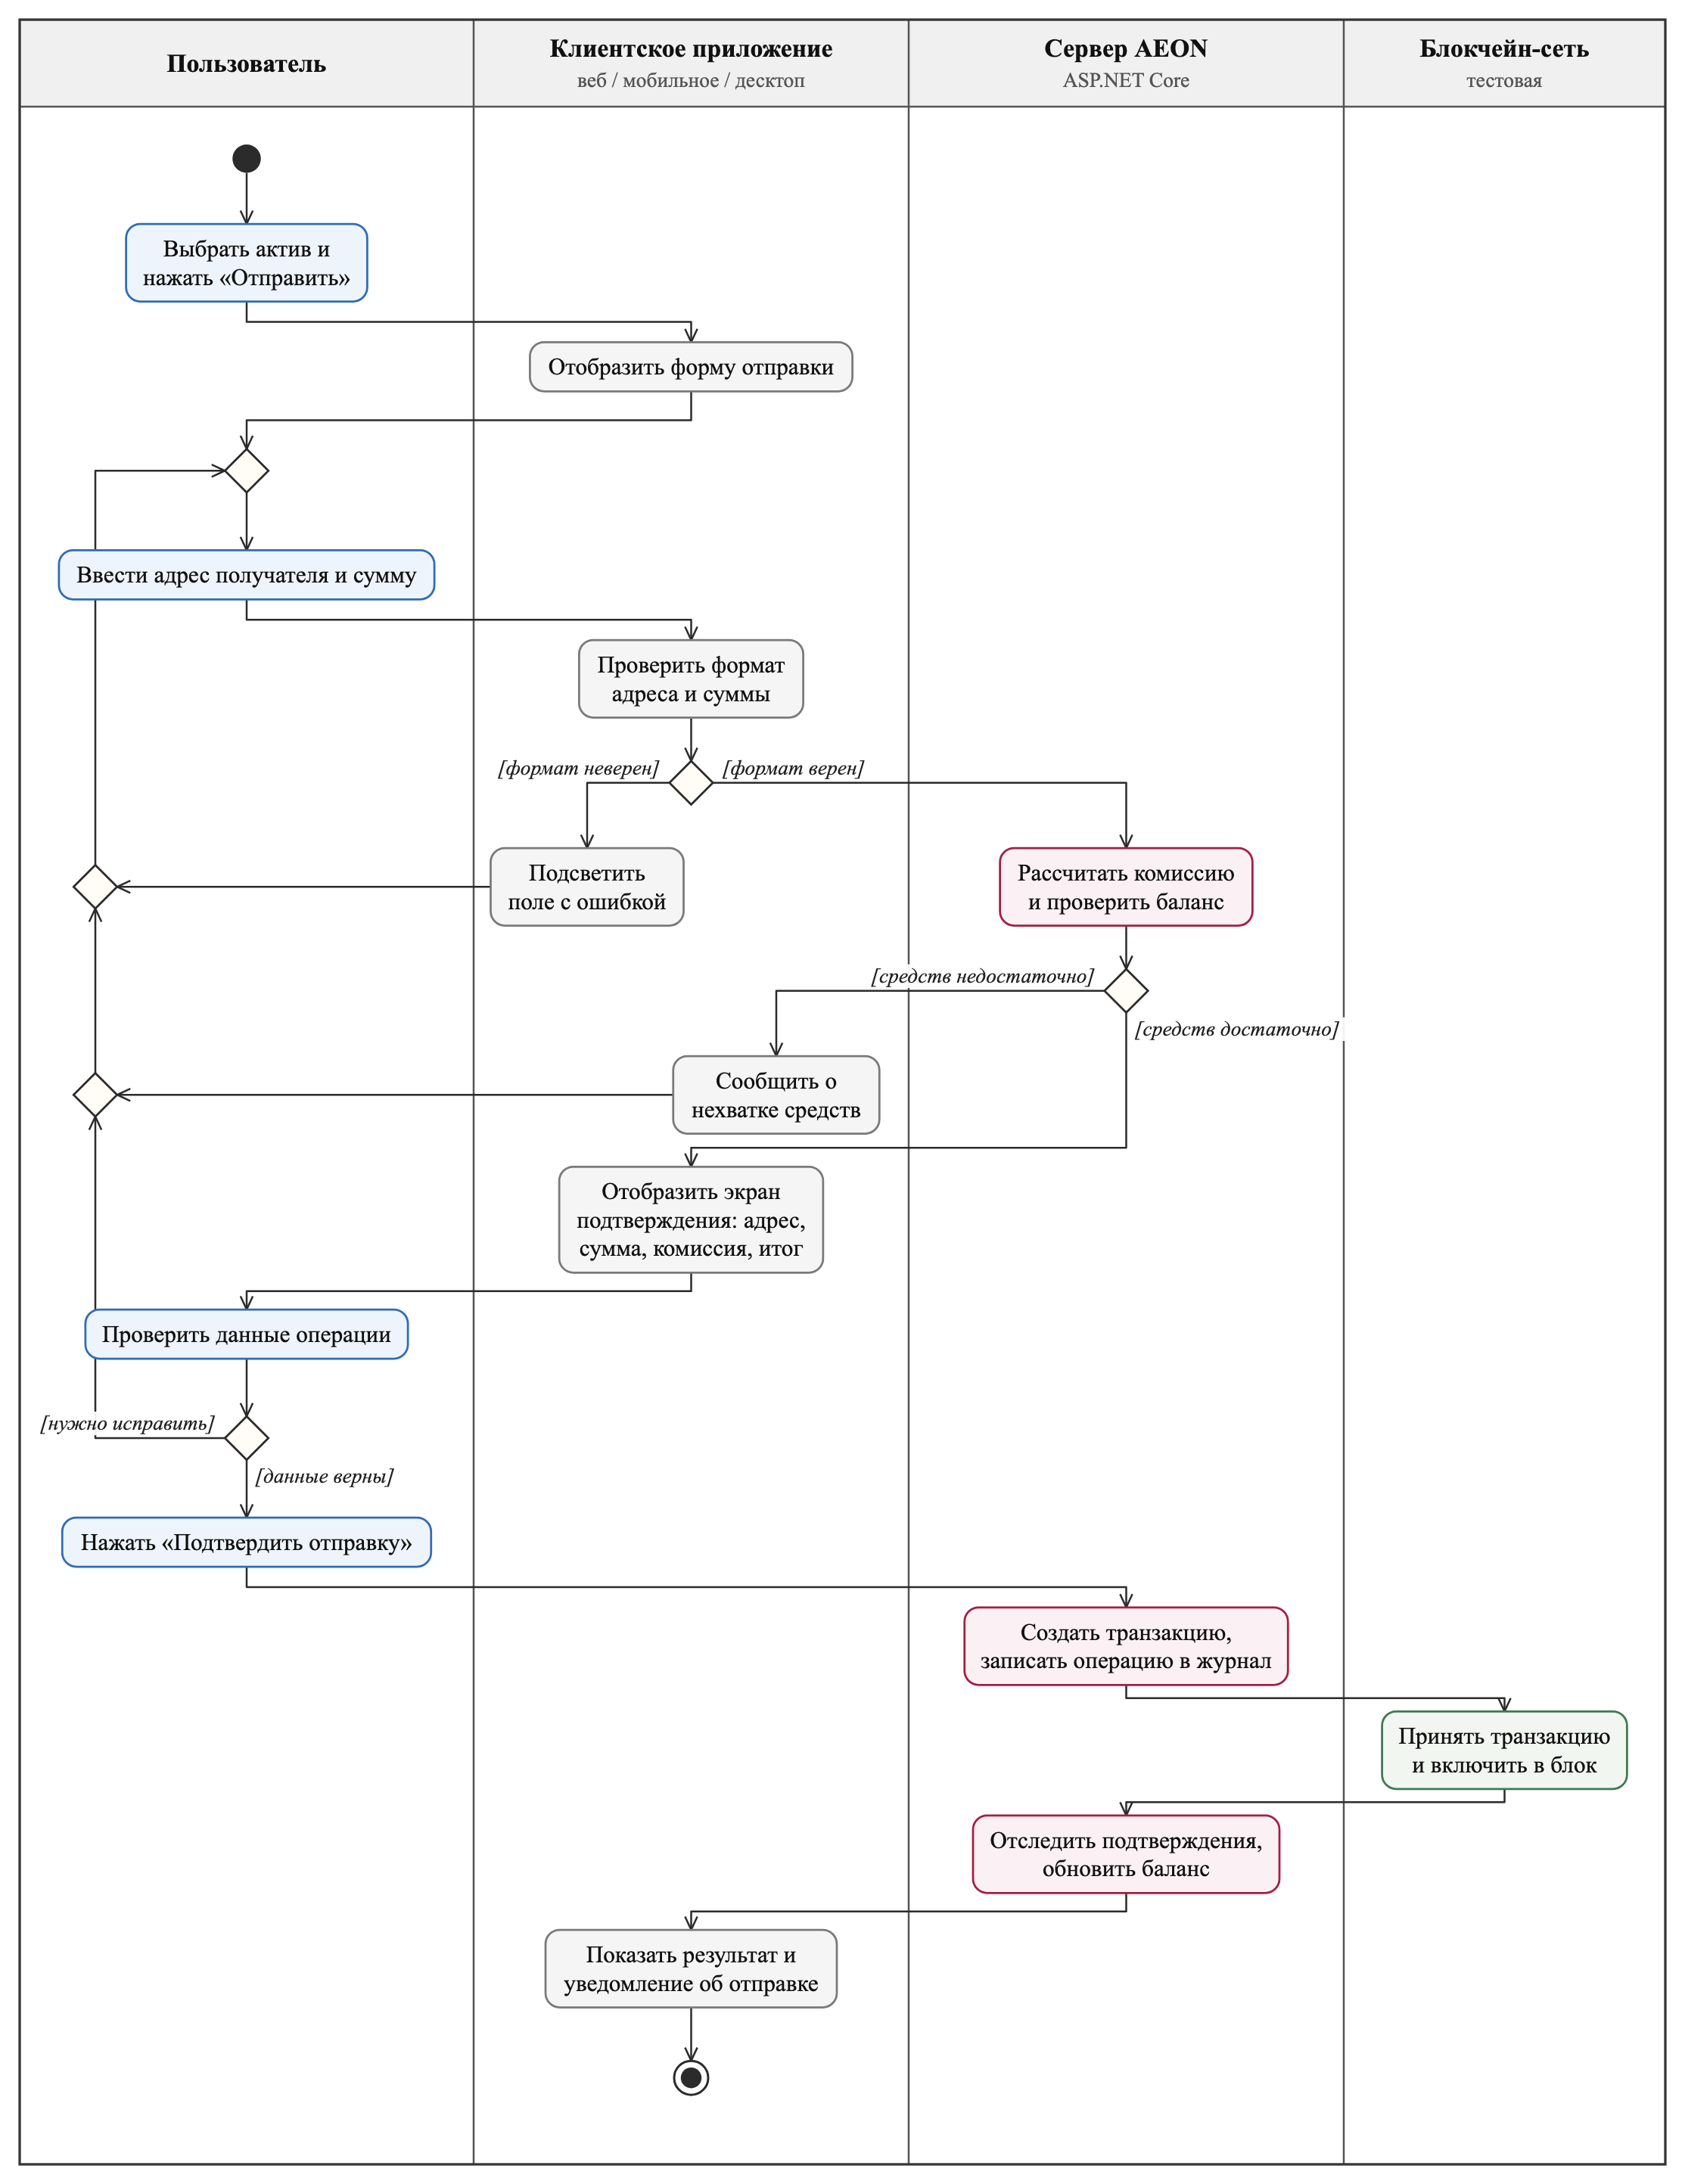 Пользователь
Клиентское приложение
веб / мобильное / десктоп
Сервер AEON
ASP.NET Core
Блокчейн-сеть
тестовая
Выбрать актив и
нажать «Отправить»
Отобразить форму отправки
Ввести адрес получателя и сумму
Проверить формат
адреса и суммы
[формат неверен]
[формат верен]
Подсветить
поле с ошибкой
Рассчитать комиссию
и проверить баланс
[средств недостаточно]
[средств достаточно]
Сообщить о
нехватке средств
Отобразить экран
подтверждения: адрес,
сумма, комиссия, итог
Проверить данные операции
[нужно исправить]
[данные верны]
Нажать «Подтвердить отправку»
Создать транзакцию,
записать операцию в журнал
Принять транзакцию
и включить в блок
Отследить подтверждения,
обновить баланс
Показать результат и
уведомление об отправке